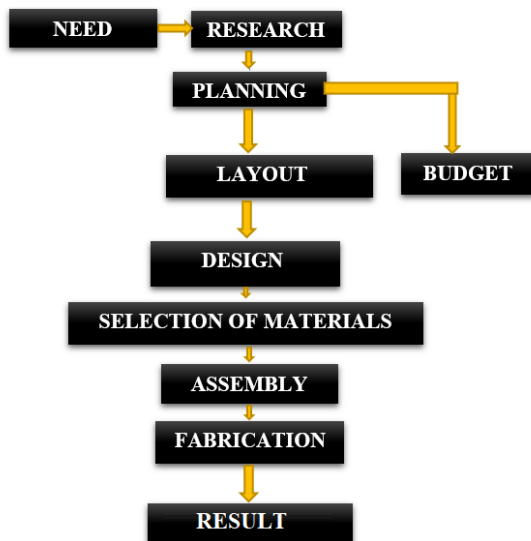 NEED
RESEARCH
PLANNING
LAYOUT
BUDGET
DESIGN
SELECTION OF MATERIALS
ASSEMBLY
FABRICATION
RESULT